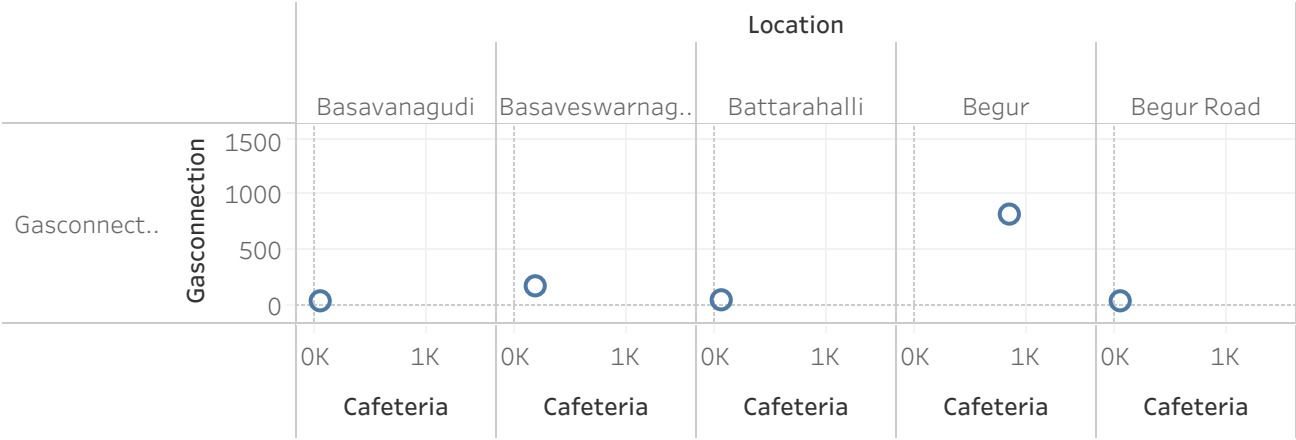 Location
Basavanagudi Basaveswarnag.. Battarahalli Begur Begur Road
Gasconnect..
Gasconnection
1500
1000
500
0
0K 1K 0K 1K 0K 1K 0K 1K 0K 1K
Cafeteria Cafeteria Cafeteria Cafeteria Cafeteria